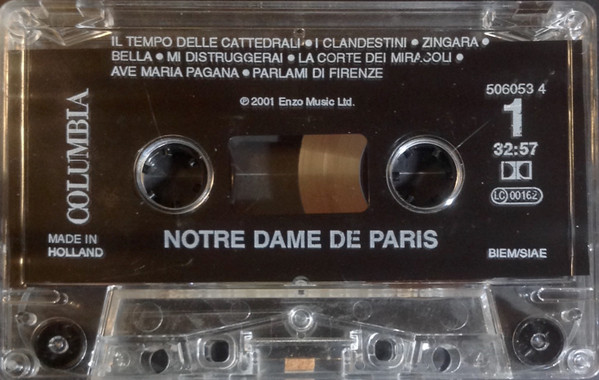 IL TEMPO DELLE CATTEDRALI • I CLANDESTINI • ZINGARA •
BELLA • MI DISTRUGGERAI • LA CORTE DEI MIRACOLI •
AVE MARIA PAGANA • PARLAMI DI FIRENZE
℗ 2001 Enzo Music Ltd.
506053 4
1
32:57
LC 00162
COLUMBIA
MADE IN
HOLLAND
NOTRE DAME DE PARIS
BIEM/SIAE